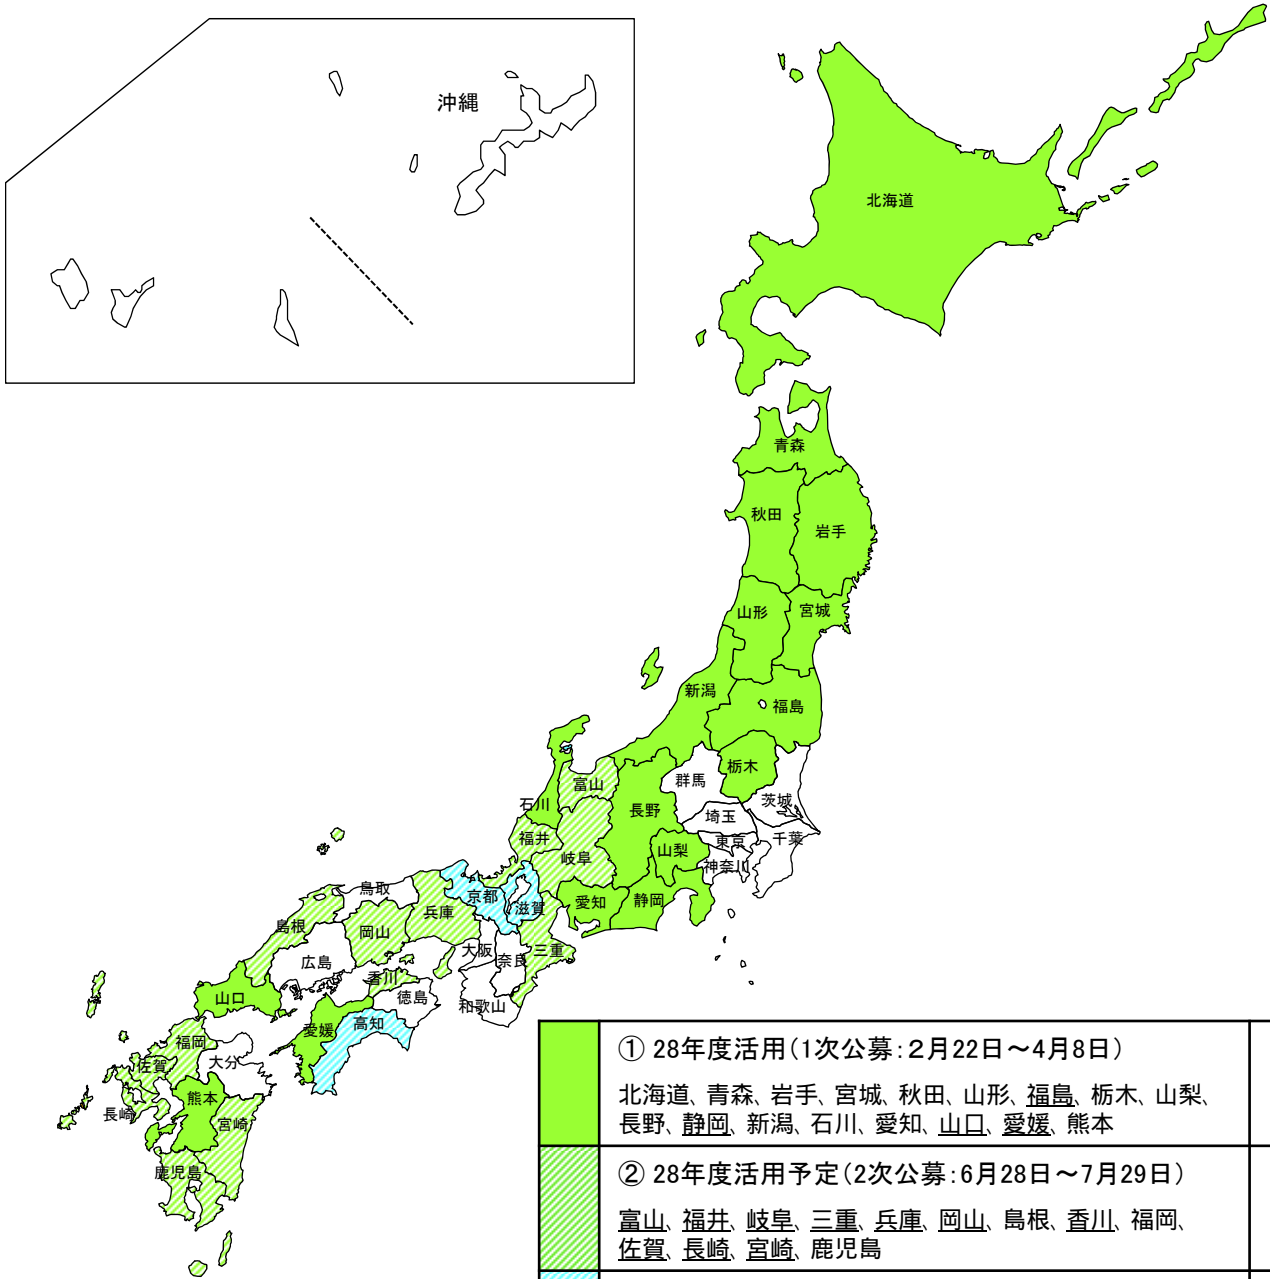 沖縄
北海道
青森
秋田
岩手
山形
宮城
新潟
福島
群馬
栃木
富山
茨城
石川
長野
埼玉
福井
東京
千葉
岐阜
山梨
神奈川
鳥取
京都
滋賀
愛知
静岡
兵庫
島根
岡山
大阪
奈良
三重
広島
香川
徳島
和歌山
山口
愛媛
高知
福岡
佐賀
大分
長崎
熊本
宮崎
鹿児島
① 28年度活用(1次公募:2月22日~4月8日)
北海道、青森、岩手、宮城、秋田、山形、福島、栃木、山梨、
長野、静岡、新潟、石川、愛知、山口、愛媛、熊本
② 28年度活用予定(2次公募:6月28日~7月29日)
富山、福井、岐阜、三重、兵庫、岡山、島根、香川、福岡、
佐賀、長崎、宮崎、鹿児島